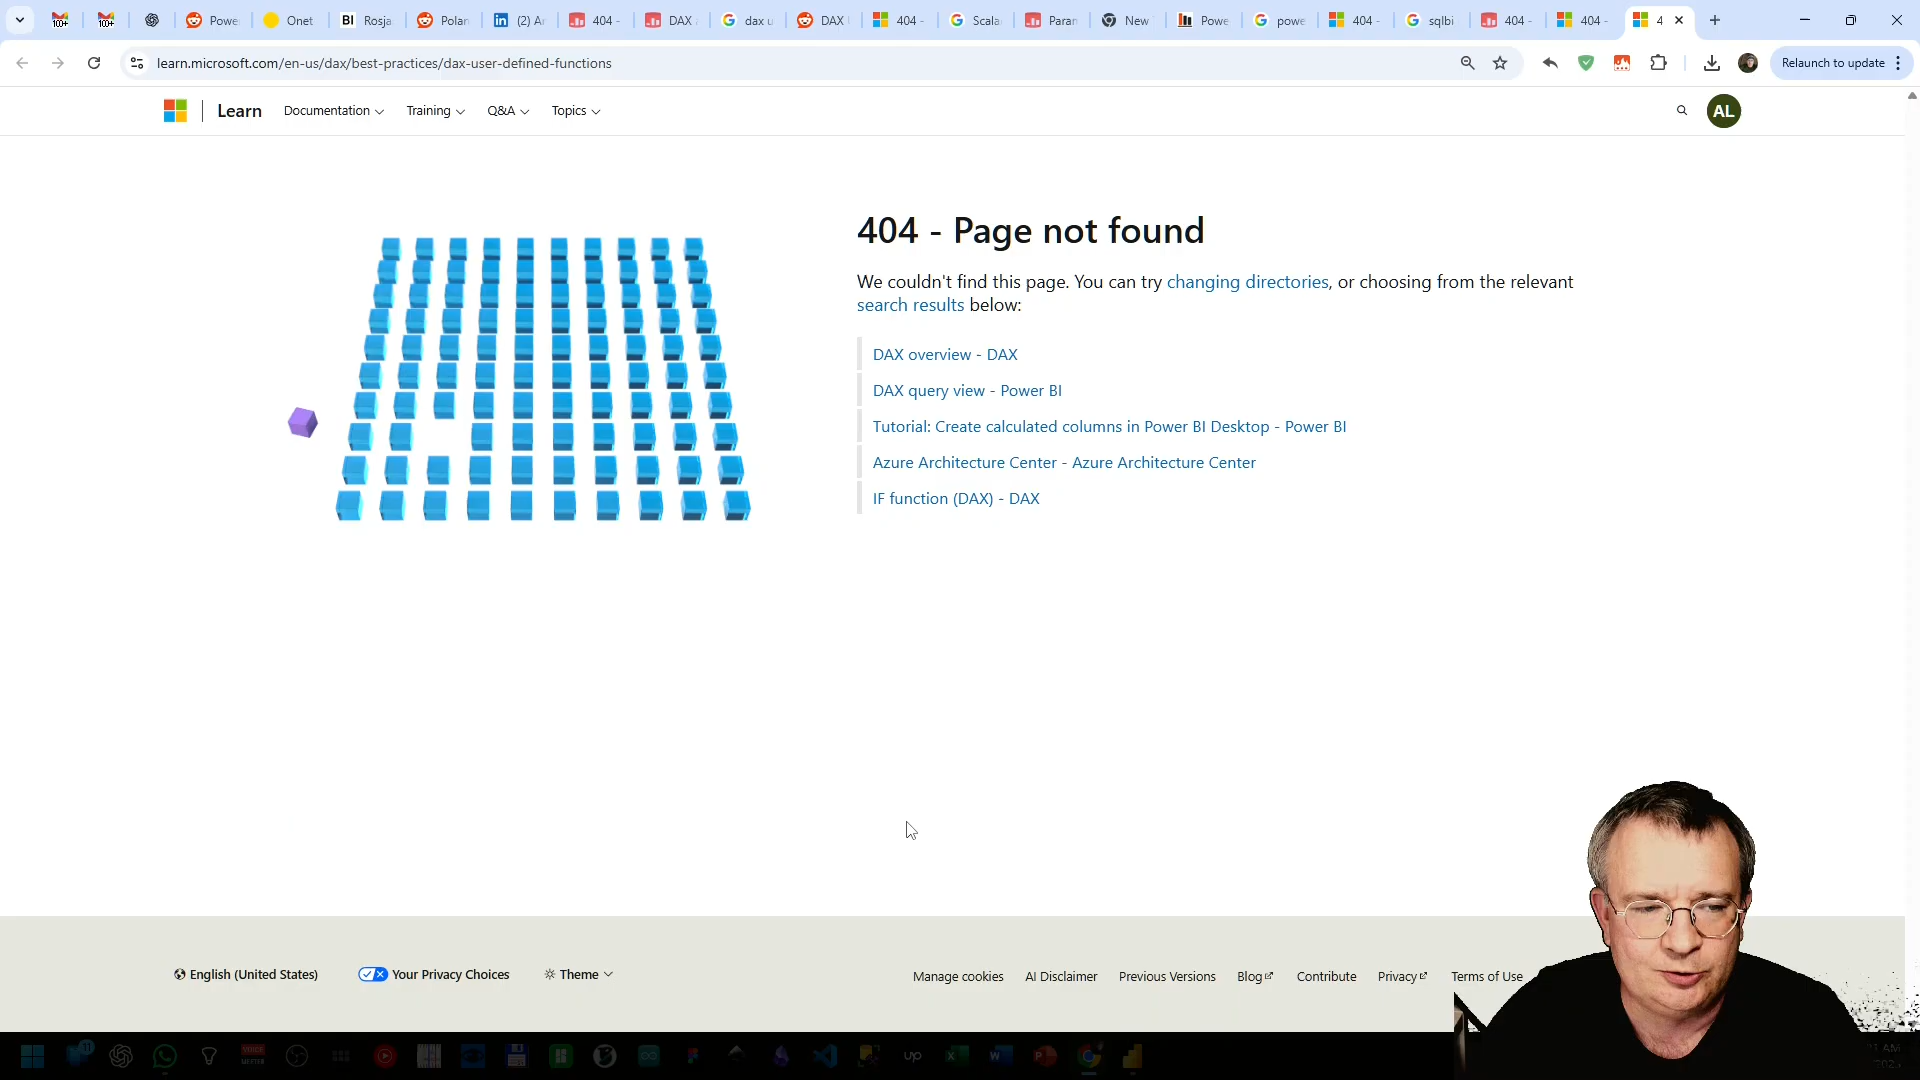 Power
Onet
Rosja
Polan
(2) A
404 -
DAX
dax u
DAX
404 -
Scala
Paran
New
Powe
powe
404 -
sqlbi
404 -
404 -
4
learn.microsoft.com/en-us/dax/best-practices/dax-user-defined-functions
Relaunch to update
Learn
Documentation
Training
Q&A
Topics
AL
404 - Page not found
We couldn't find this page. You can try changing directories, or choosing from the relevant
search results below:
DAX overview - DAX
DAX query view - Power BI
Tutorial: Create calculated columns in Power BI Desktop - Power BI
Azure Architecture Center - Azure Architecture Center
IF function (DAX) - DAX
English (United States)
Your Privacy Choices
Theme
Manage cookies
AI Disclaimer
Previous Versions
Blog
Contribute
Privacy
Terms of Use